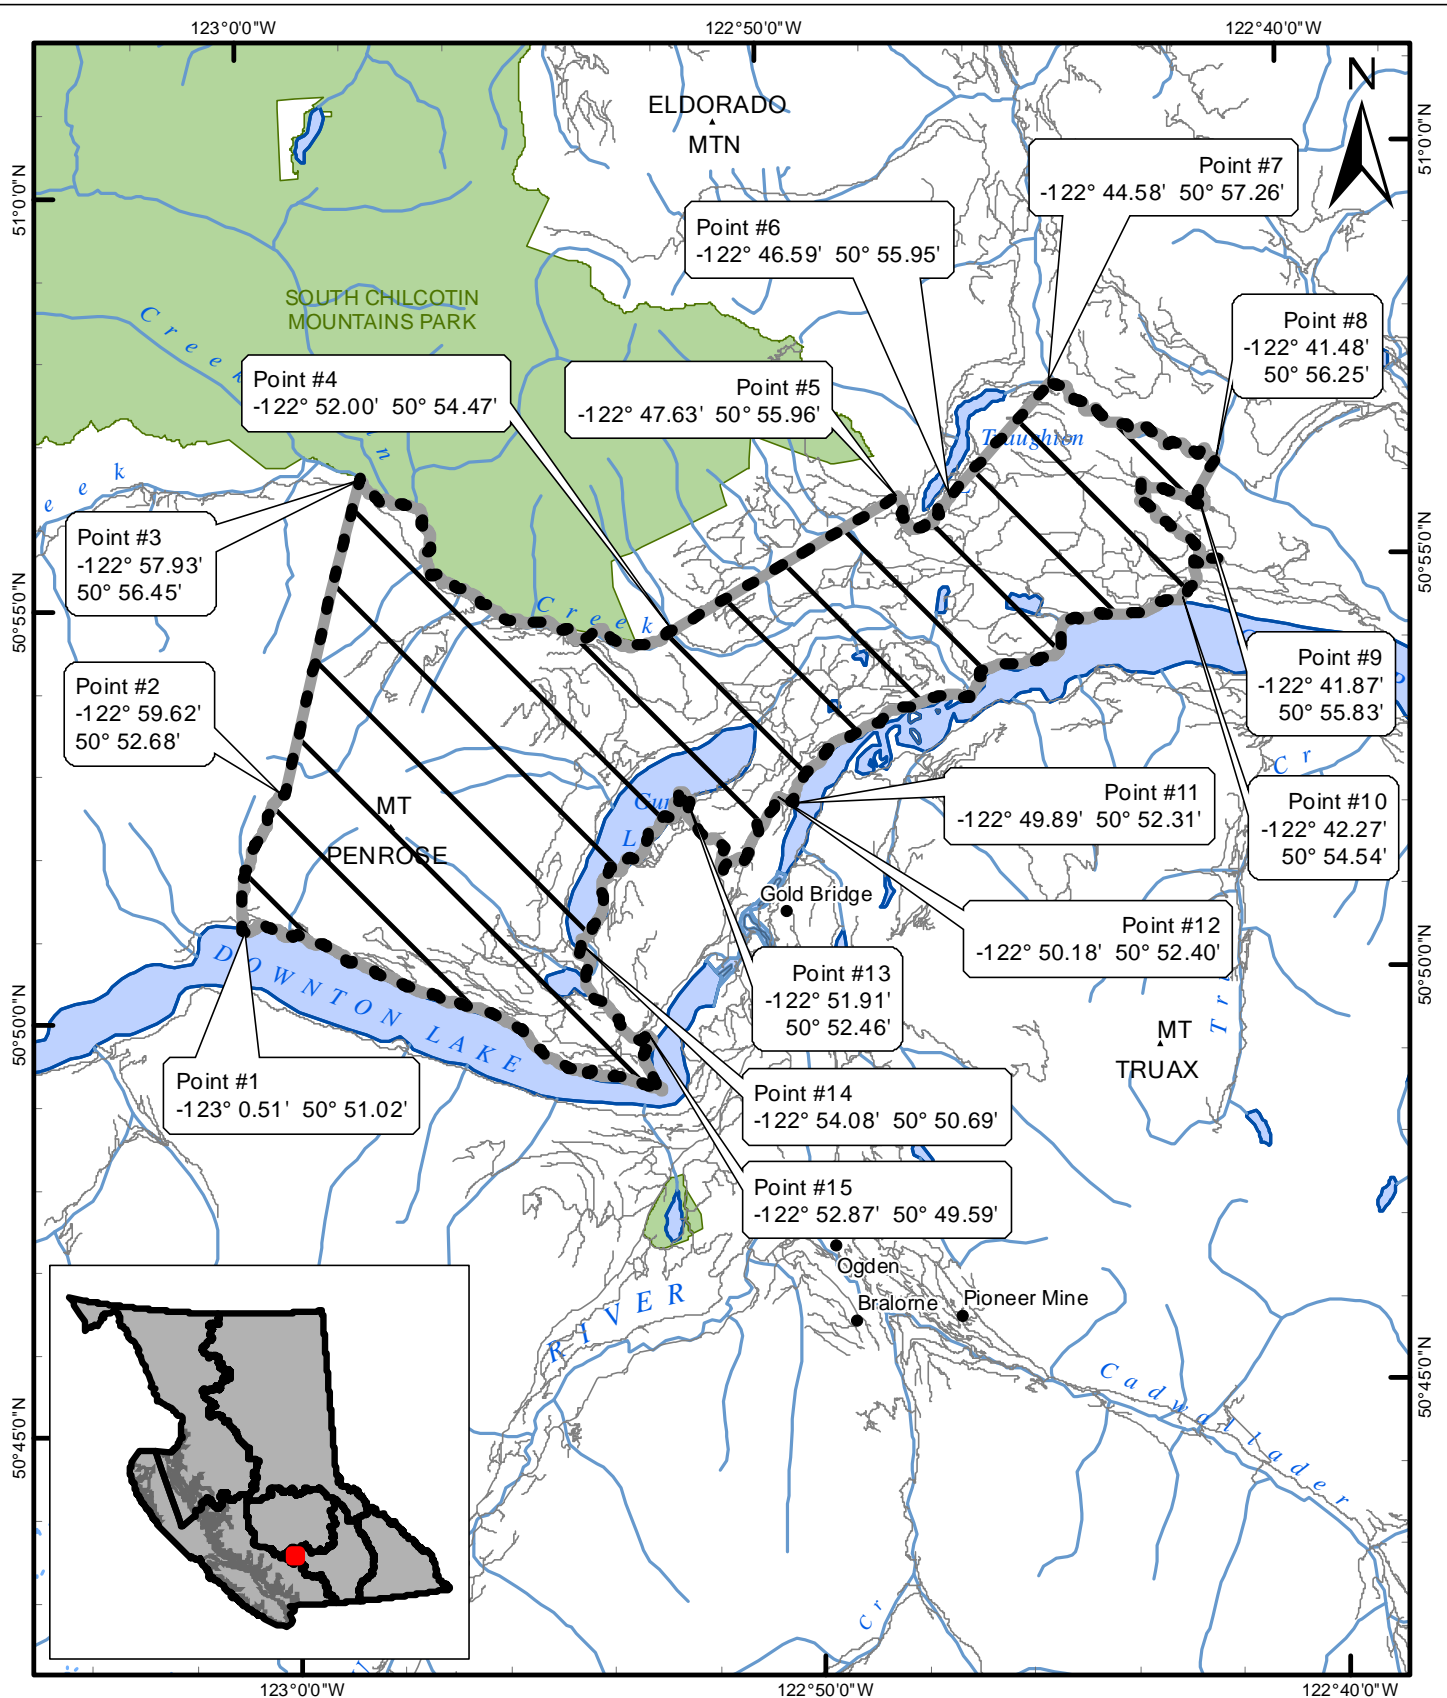 123°0'0"W
122°50'0"W
122°40'0"W
N
ELDORADO
MTN
51°0'0"N
51°0'0"N
Point #7
-122° 44.58' 50° 57.26'
Point #6
-122° 46.59' 50° 55.95'
SOUTH CHILCOTIN
MOUNTAINS PARK
Creek
Point #8
-122° 41.48'
50° 56.25'
Point #4
-122° 52.00' 50° 54.47'
Point #5
-122° 47.63' 50° 55.96'
n
eek
Point #3
-122° 57.93'
50° 56.45'
50°55'0"N
50°55'0"N
Creek
Point #9
-122° 41.87'
50° 55.83'
Point #2
-122° 59.62'
50° 52.68'
Cr
MT
PENROSE
Gun
L
Point #11
-122° 49.89' 50° 52.31'
Point #10
-122° 42.27'
50° 54.54'
Gold Bridge
Point #12
-122° 50.18' 50° 52.40'
DOWNTON LAKE
Point #13
-122° 51.91'
50° 52.46'
50°50'0"N
50°50'0"N
MT
TRUAX
Point #1
-123° 0.51' 50° 51.02'
Point #14
-122° 54.08' 50° 50.69'
Point #15
-122° 52.87' 50° 49.59'
Ogden
Bralorne
Pioneer Mine
RIVER
Cadwallader
50°45'0"N
50°45'0"N
Cr
123°0'0"W
122°50'0"W
122°40'0"W